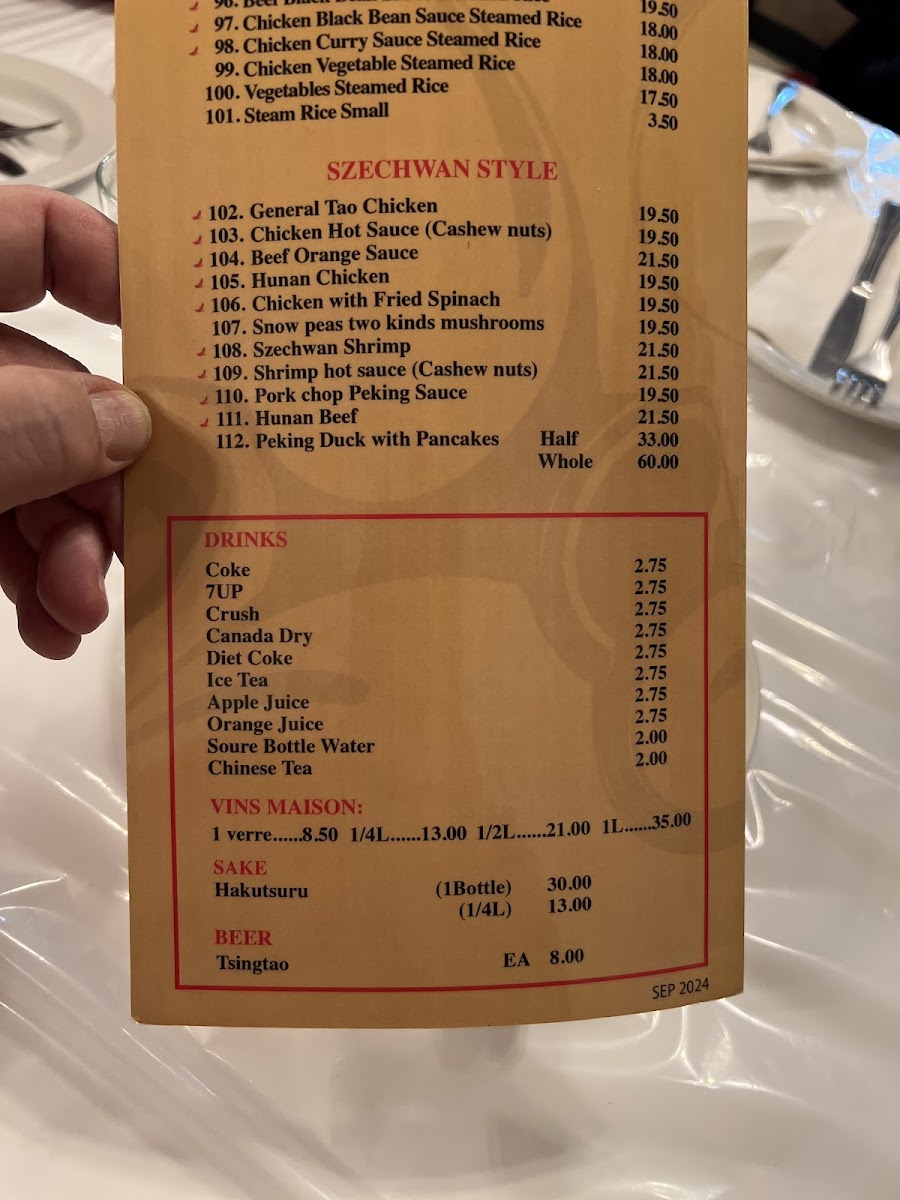 96. Beef Black Bean Sauce Steamed Rice 19.50
97. Chicken Black Bean Sauce Steamed Rice 18.00
98. Chicken Curry Sauce Steamed Rice 18.00
99. Chicken Vegetable Steamed Rice 18.00
100. Vegetables Steamed Rice 17.50
101. Steam Rice Small 3.50
SZECHWAN STYLE
102. General Tao Chicken 19.50
103. Chicken Hot Sauce (Cashew nuts) 19.50
104. Beef Orange Sauce 21.50
105. Hunan Chicken 19.50
106. Chicken with Fried Spinach 19.50
107. Snow peas two kinds mushrooms 19.50
108. Szechwan Shrimp 21.50
109. Shrimp hot sauce (Cashew nuts) 21.50
110. Pork chop Peking Sauce 19.50
111. Hunan Beef 21.50
112. Peking Duck with Pancakes Half 33.00
Whole 60.00
DRINKS
Coke 2.75
7UP 2.75
Crush 2.75
Canada Dry 2.75
Diet Coke 2.75
Ice Tea 2.75
Apple Juice 2.75
Orange Juice 2.75
Soure Bottle Water 2.00
Chinese Tea 2.00
VINS MAISON:
1 verre......8.50 1/4L......13.00 1/2L......21.00 1L......35.00
SAKE
Hakutsuru (1Bottle) 30.00
(1/4L) 13.00
BEER
Tsingtao EA 8.00
SEP 2024